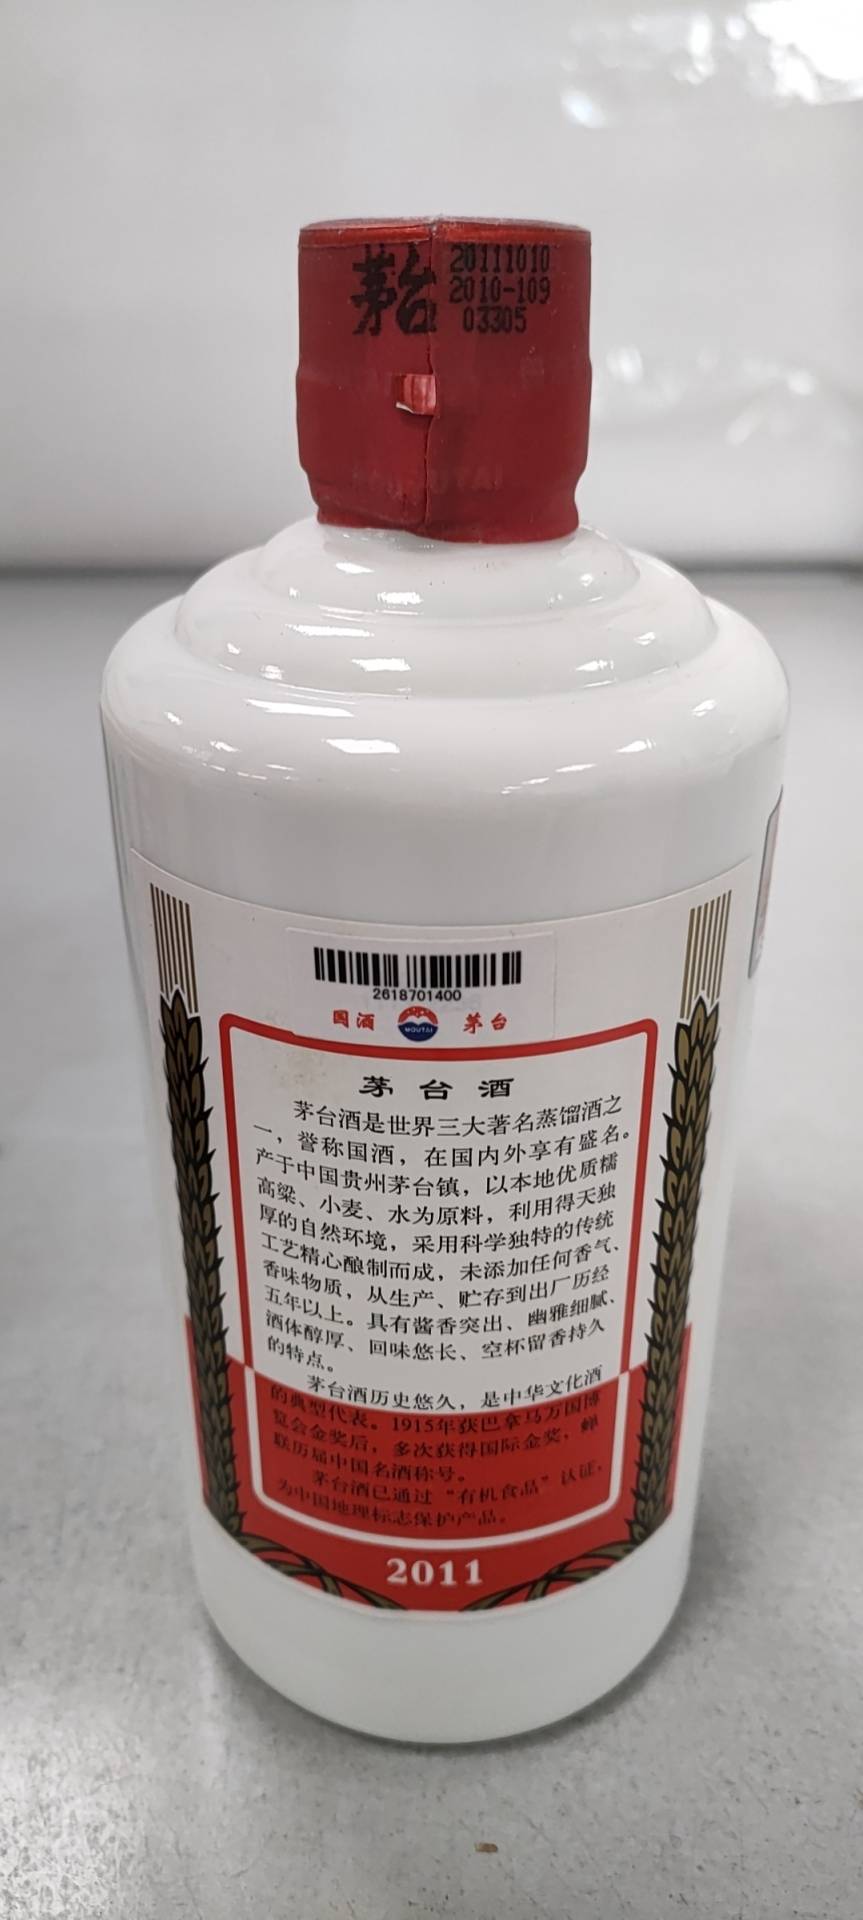 茅台
20111010
2010-109
03305
MOUTAI
2618701400
国酒 MOUTAI 茅台
茅台酒
茅台酒是世界三大著名蒸馏酒之
一，誉称国酒，在国内外享有盛名。
产于中国贵州茅台镇，以本地优质糯
高粱、小麦、水为原料，利用得天独
厚的自然环境，采用科学独特的传统
工艺精心酿制而成，未添加任何香气、
香味物质，从生产、贮存到出厂历经
五年以上。具有酱香突出、幽雅细腻、
酒体醇厚、回味悠长、空杯留香持久
的特点。
茅台酒历史悠久，是中华文化酒
的典型代表。1915年获巴拿马万国博
览会金奖后，多次获得国际金奖，蝉
联历届中国名酒称号。
茅台酒已通过“有机食品”认证，
为中国地理标志保护产品。
2011